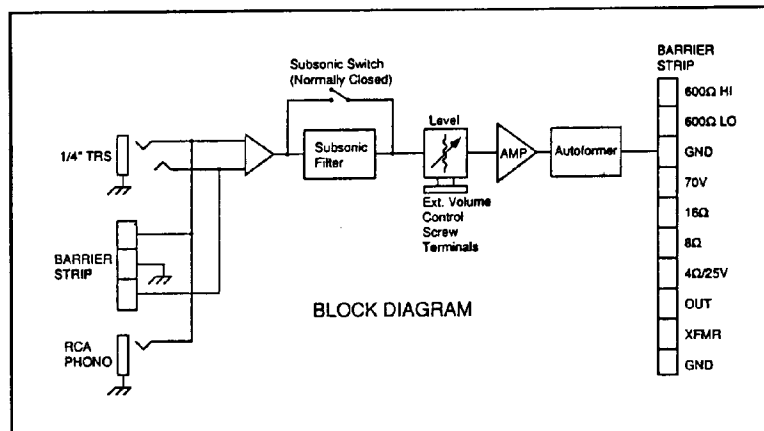 Subsonic Switch
(Normally Closed)
BARRIER
STRIP
600Ω HI
600Ω LO
GND
70V
16Ω
8Ω
4Ω/25V
OUT
XFMR
GND
1/4" TRS
Subsonic
Filter
Level
AMP
Autoformer
Ext. Volume
Control
Screw
Terminals
BARRIER
STRIP
RCA
PHONO
BLOCK DIAGRAM